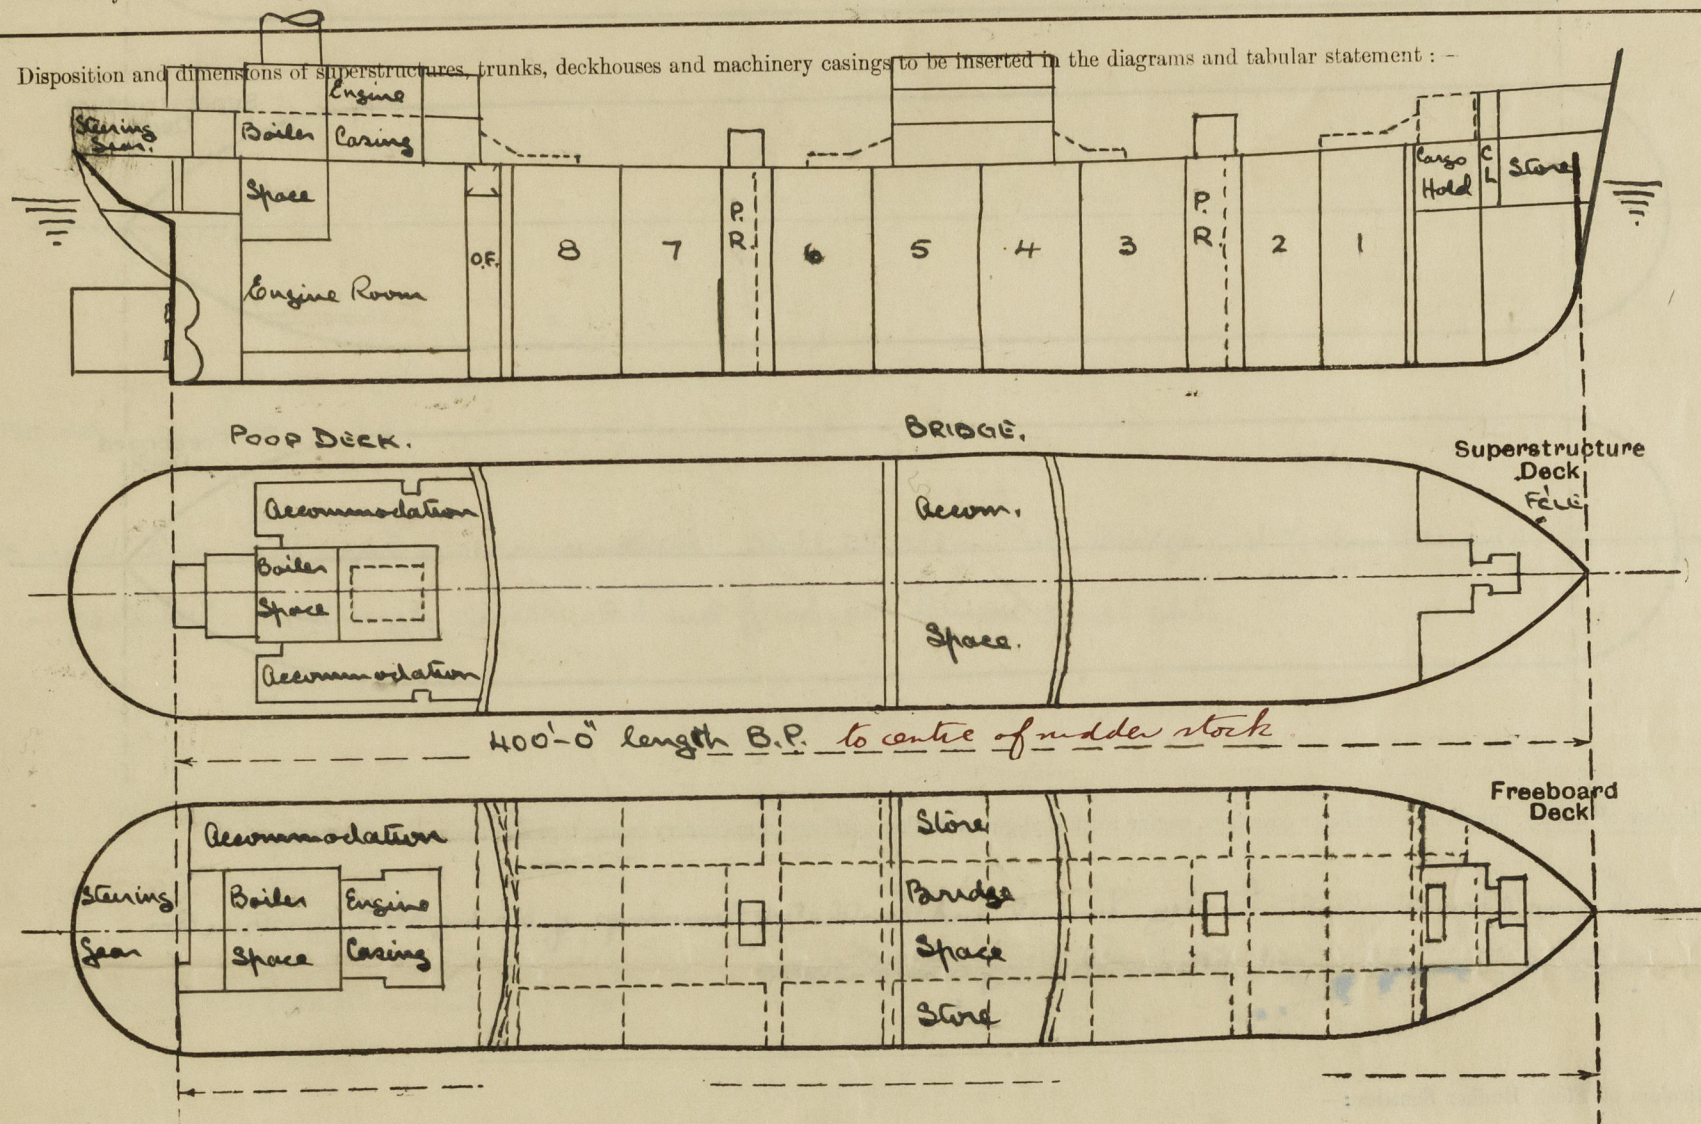 Disposition and dimensions of superstructures, trunks, deckhouses and machinery casings to be inserted in the diagrams and tabular statement : –
Engine
Steering
Gear.
Boiler
Casing
Space
Cargo
Hold
C
L
Store
P.
R.
P.
R.
O.F.
8
7
6
5
4
3
2
1
Engine Room
POOP DECK.
BRIDGE.
Superstructure
Deck
F'CLE
Accommodation
Accom.
Boiler
Space
Space.
Accommodation
400'-0" length B.P. to centre of rudder stock
Freeboard
Deck
Accommodation
Store
Steering
Boiler
Engine
Bridge
Gear
Space
Casing
Space
Store